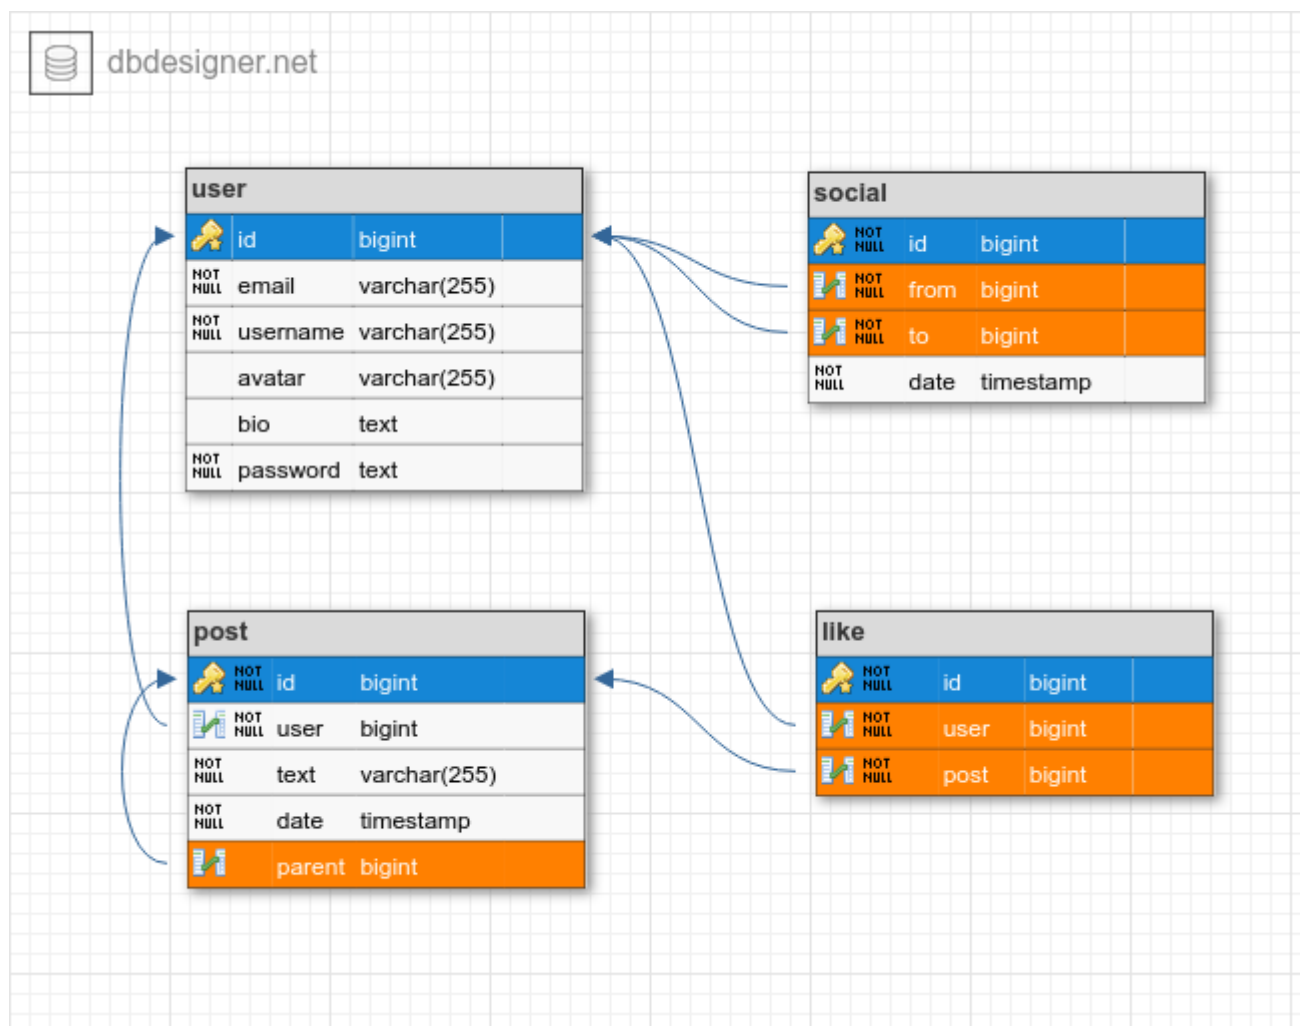 dbdesigner.net
user
id bigint
NOT NULL email varchar(255)
NOT NULL username varchar(255)
avatar varchar(255)
bio text
NOT NULL password text
social
NOT NULL id bigint
NOT NULL from bigint
NOT NULL to bigint
NOT NULL date timestamp
post
NOT NULL id bigint
NOT NULL user bigint
NOT NULL text varchar(255)
NOT NULL date timestamp
parent bigint
like
NOT NULL id bigint
NOT NULL user bigint
NOT NULL post bigint